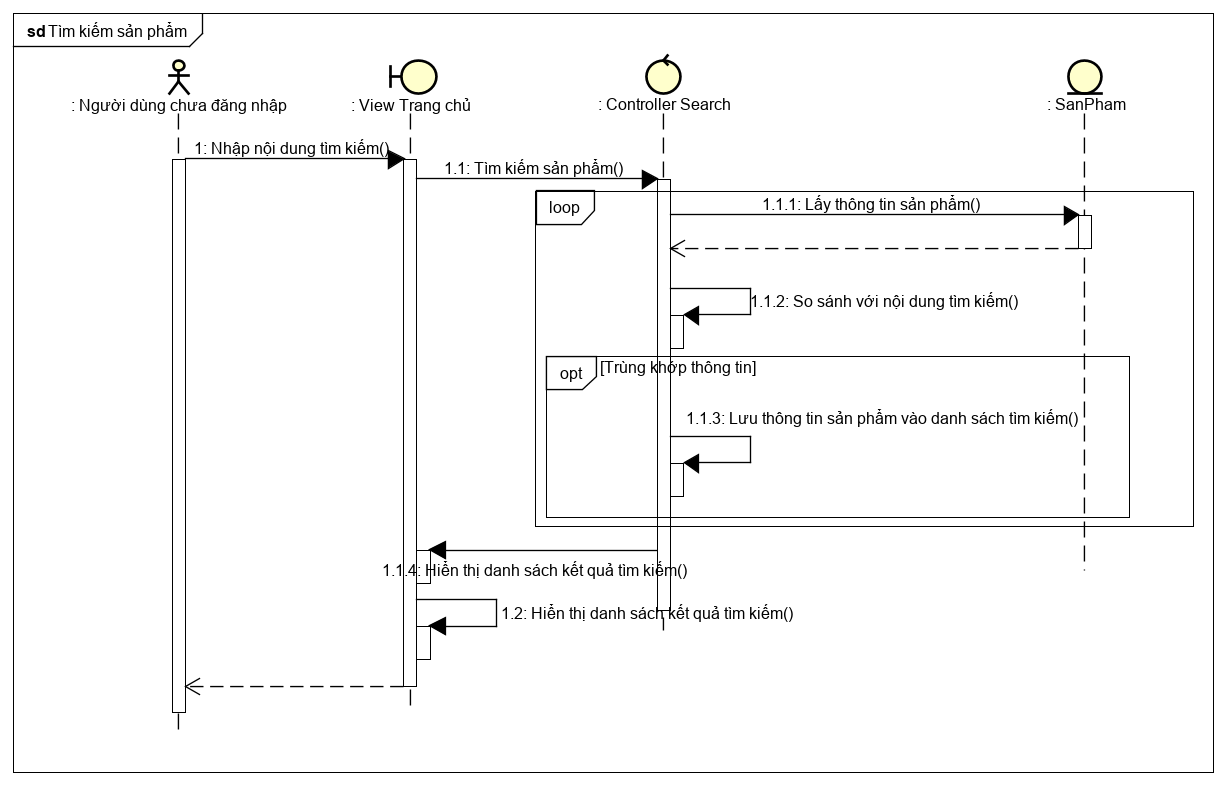 sd Tìm kiếm sản phẩm
: Người dùng chưa đăng nhập
: View Trang chủ
: Controller Search
: SanPham
1: Nhập nội dung tìm kiếm()
1.1: Tìm kiếm sản phẩm()
loop
1.1.1: Lấy thông tin sản phẩm()
1.1.2: So sánh với nội dung tìm kiếm()
opt
[Trùng khớp thông tin]
1.1.3: Lưu thông tin sản phẩm vào danh sách tìm kiếm()
1.1.4: Hiển thị danh sách kết quả tìm kiếm()
1.2: Hiển thị danh sách kết quả tìm kiếm()